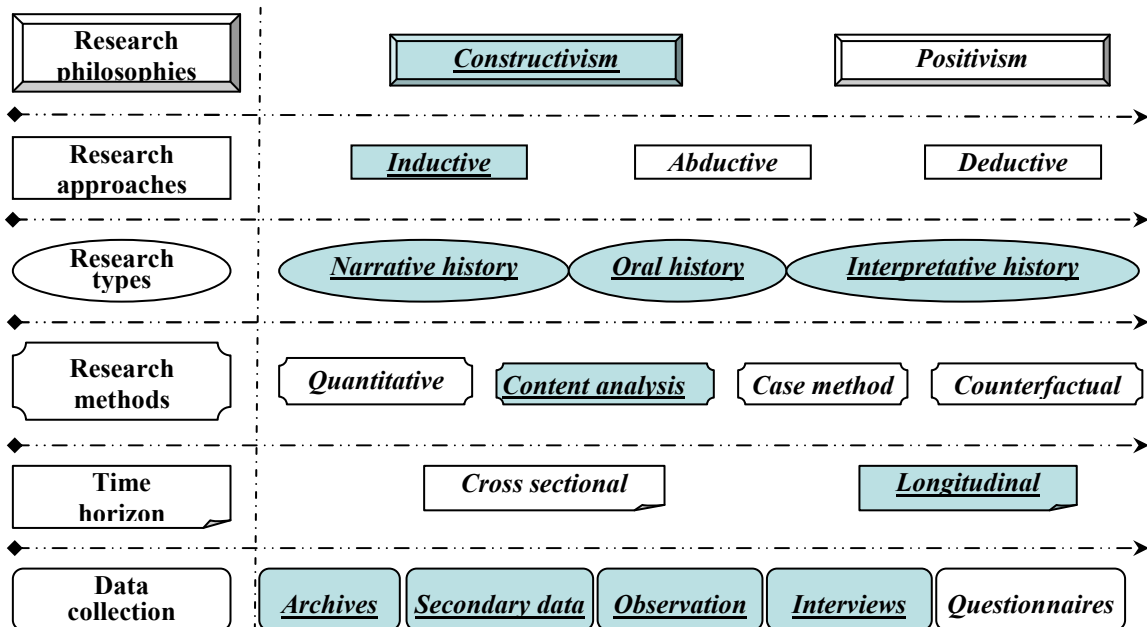 Research
philosophies
Constructivism
Positivism
Research
approaches
Inductive
Abductive
Deductive
Research
types
Narrative history
Oral history
Interpretative history
Research
methods
Quantitative
Content analysis
Case method
Counterfactual
Time
horizon
Cross sectional
Longitudinal
Data
collection
Archives
Secondary data
Observation
Interviews
Questionnaires